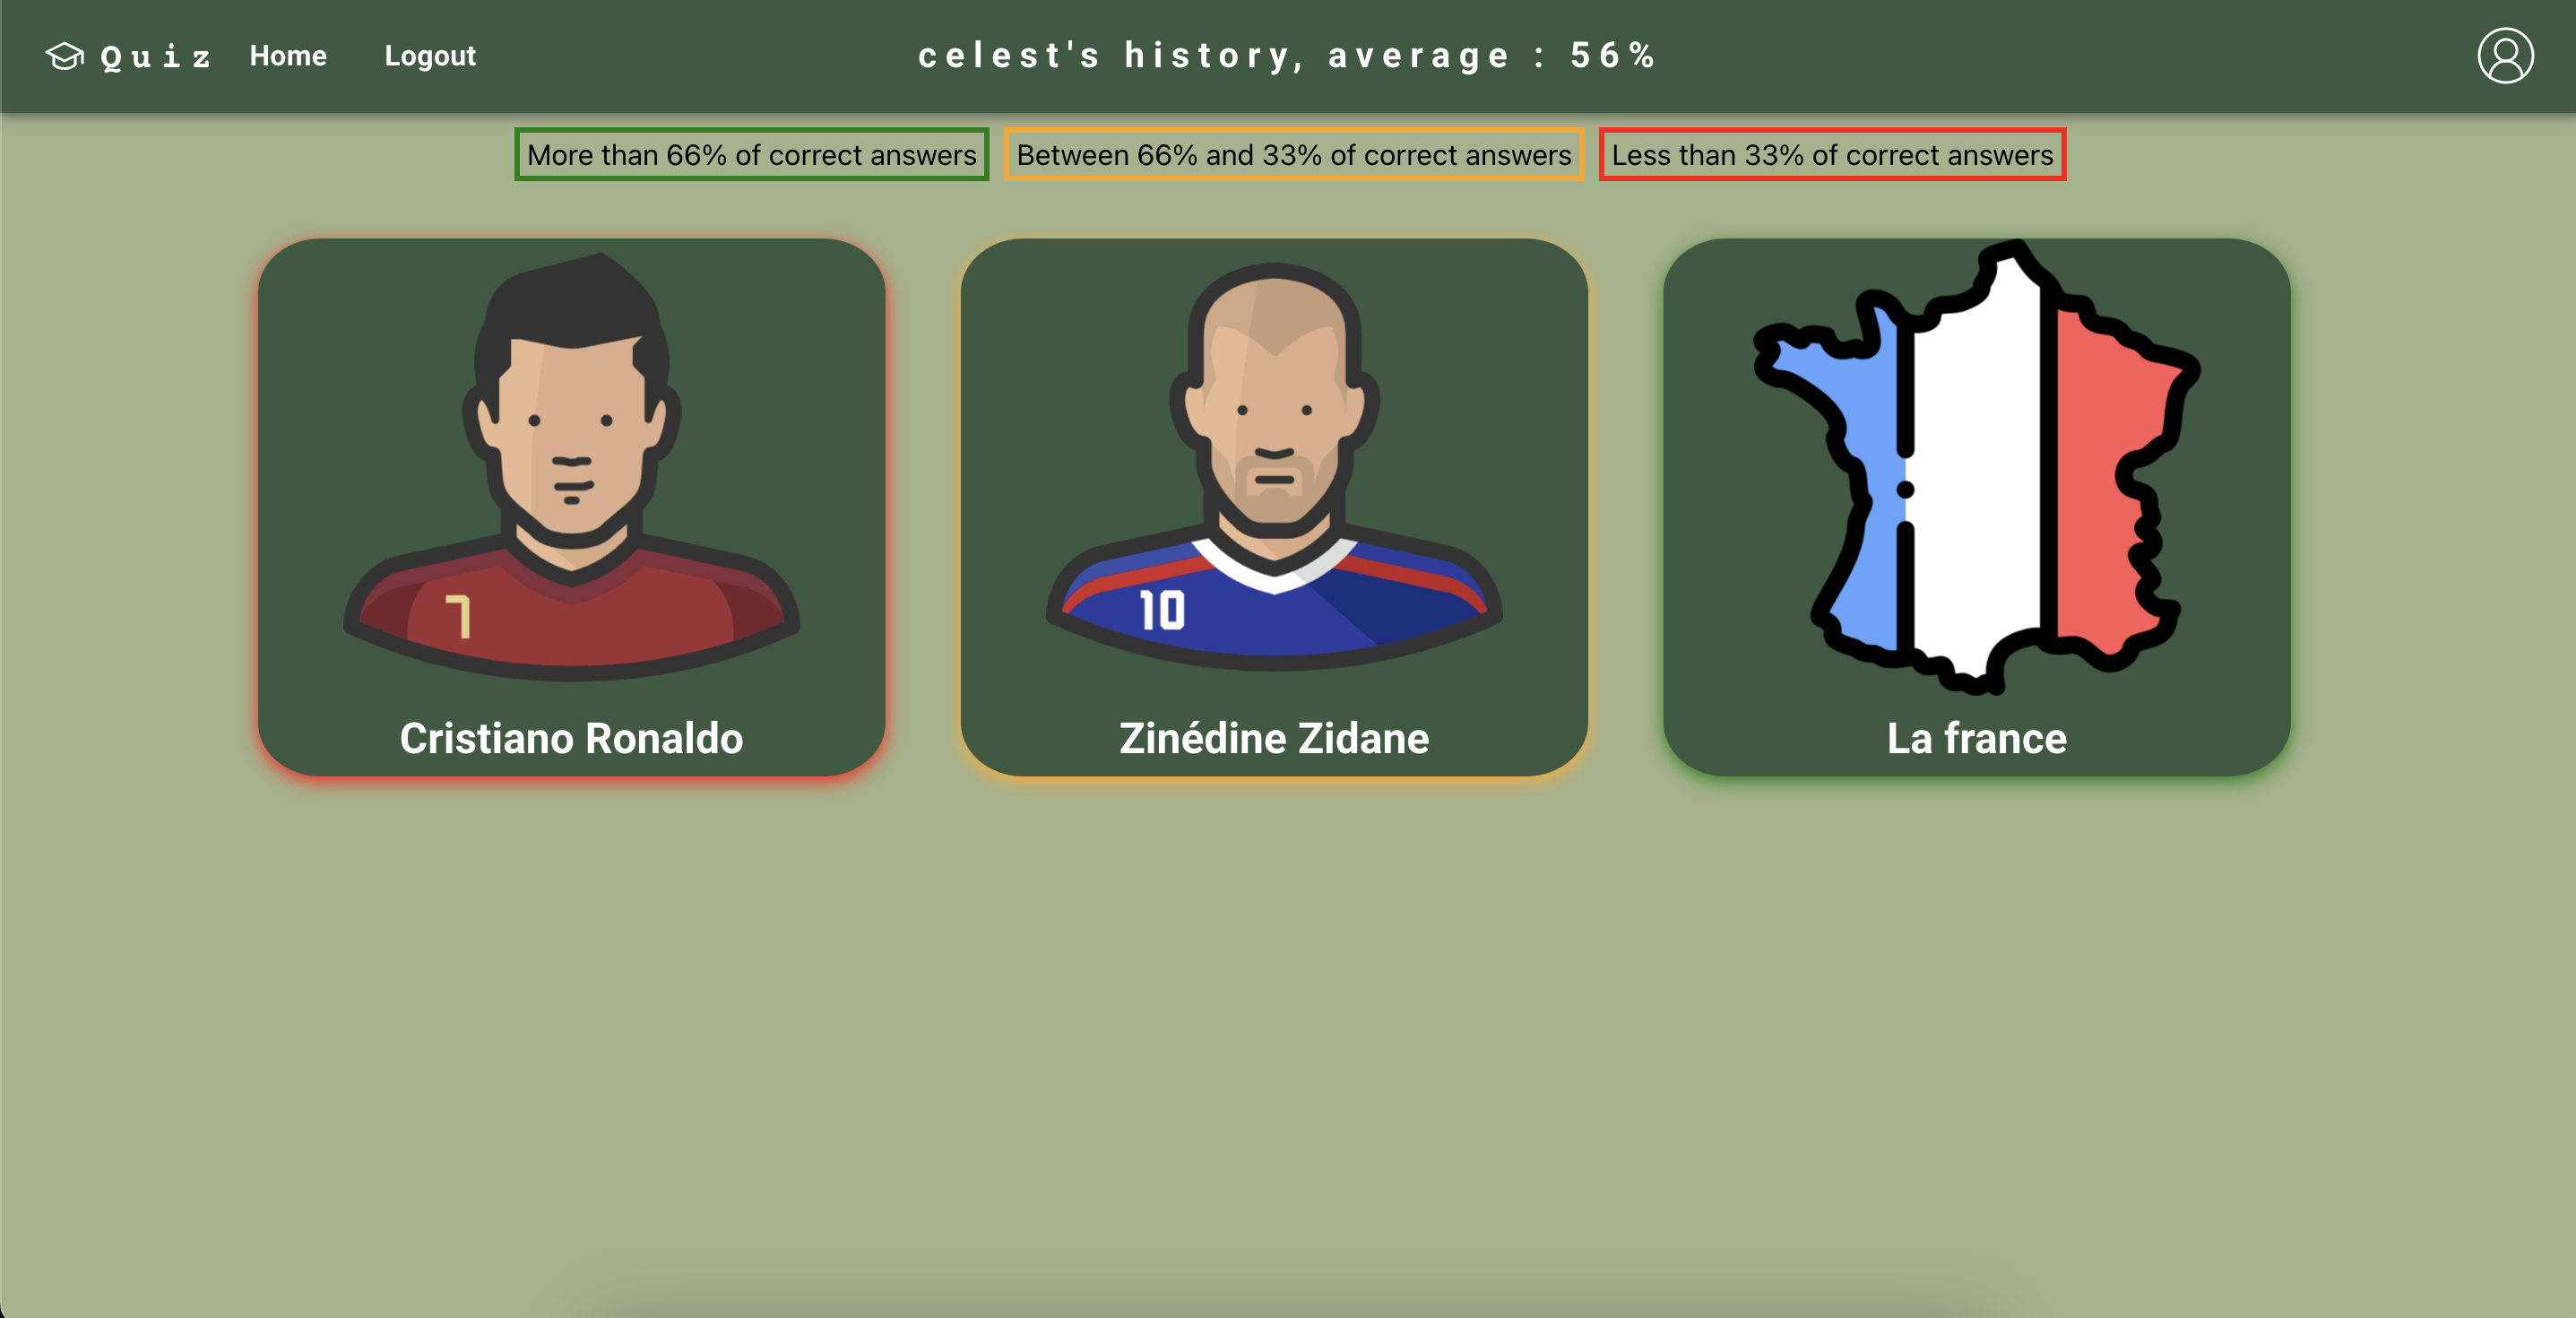 Quiz Home Logout celest's history, average : 56%
More than 66% of correct answers Between 66% and 33% of correct answers Less than 33% of correct answers
7
10
Cristiano Ronaldo Zinédine Zidane La france